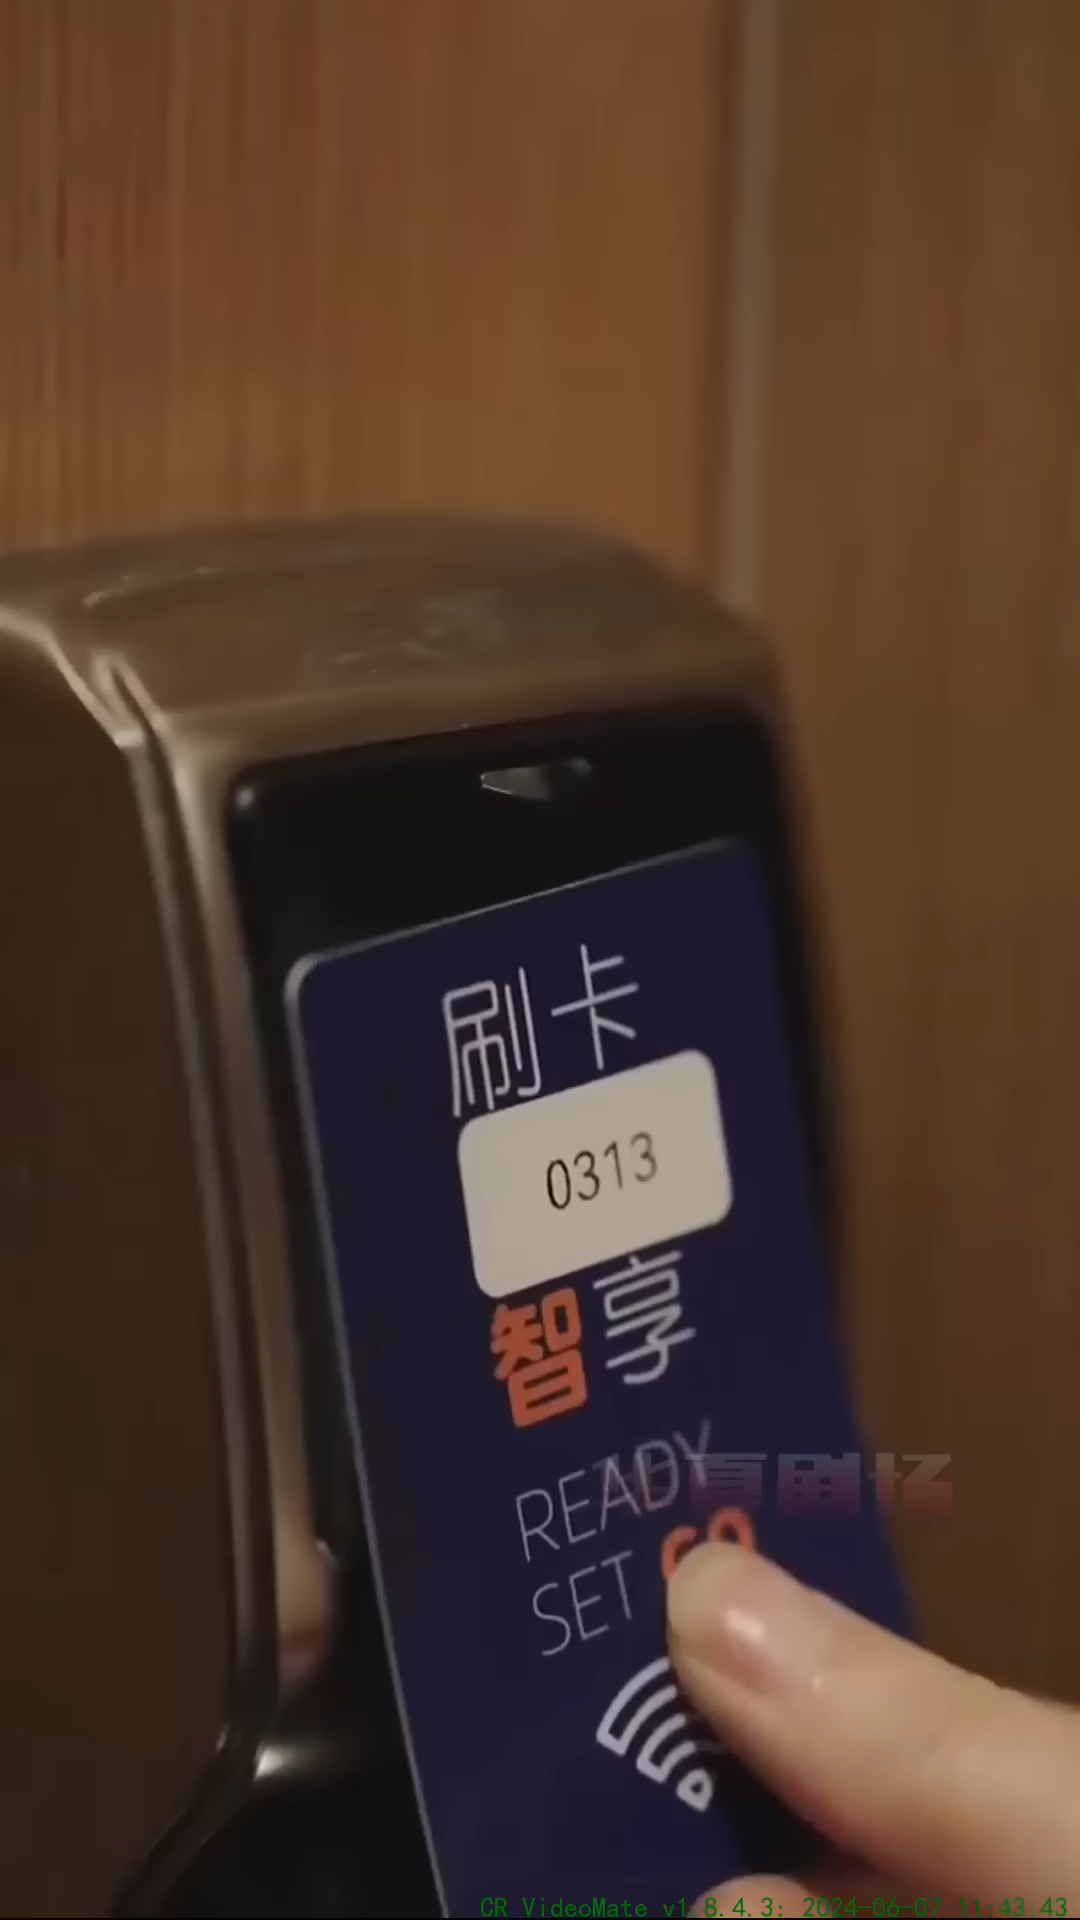 刷卡
0313
智享
READY
SET GO
CR VideoMate v1.8.4.3: 2024-06-07 11:43:43